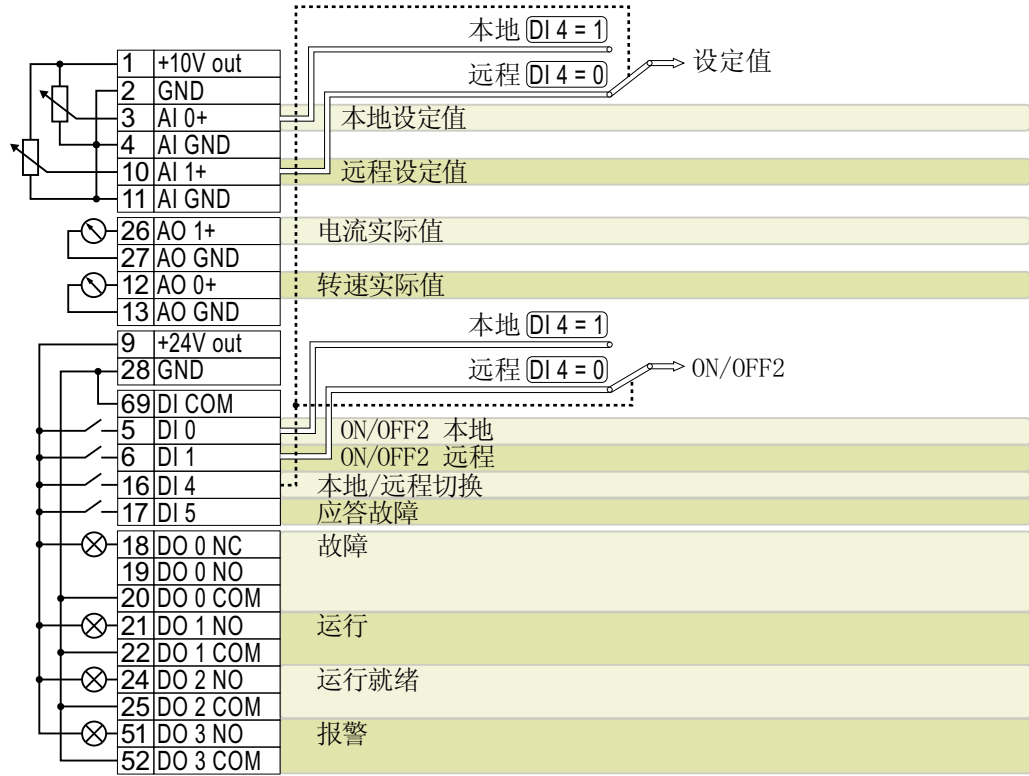 本地 DI 4 = 1
1 +10V out
远程 DI 4 = 0
设定值
2 GND
3 AI 0+ 本地设定值
4 AI GND
10 AI 1+ 远程设定值
11 AI GND
26 AO 1+ 电流实际值
27 AO GND
12 AO 0+ 转速实际值
13 AO GND
本地 DI 4 = 1
9 +24V out
28 GND
远程 DI 4 = 0
ON/OFF2
69 DI COM
5 DI 0 ON/OFF2 本地
6 DI 1 ON/OFF2 远程
16 DI 4 本地/远程切换
17 DI 5 应答故障
18 DO 0 NC 故障
19 DO 0 NO
20 DO 0 COM
21 DO 1 NO 运行
22 DO 1 COM
24 DO 2 NO 运行就绪
25 DO 2 COM
51 DO 3 NO 报警
52 DO 3 COM